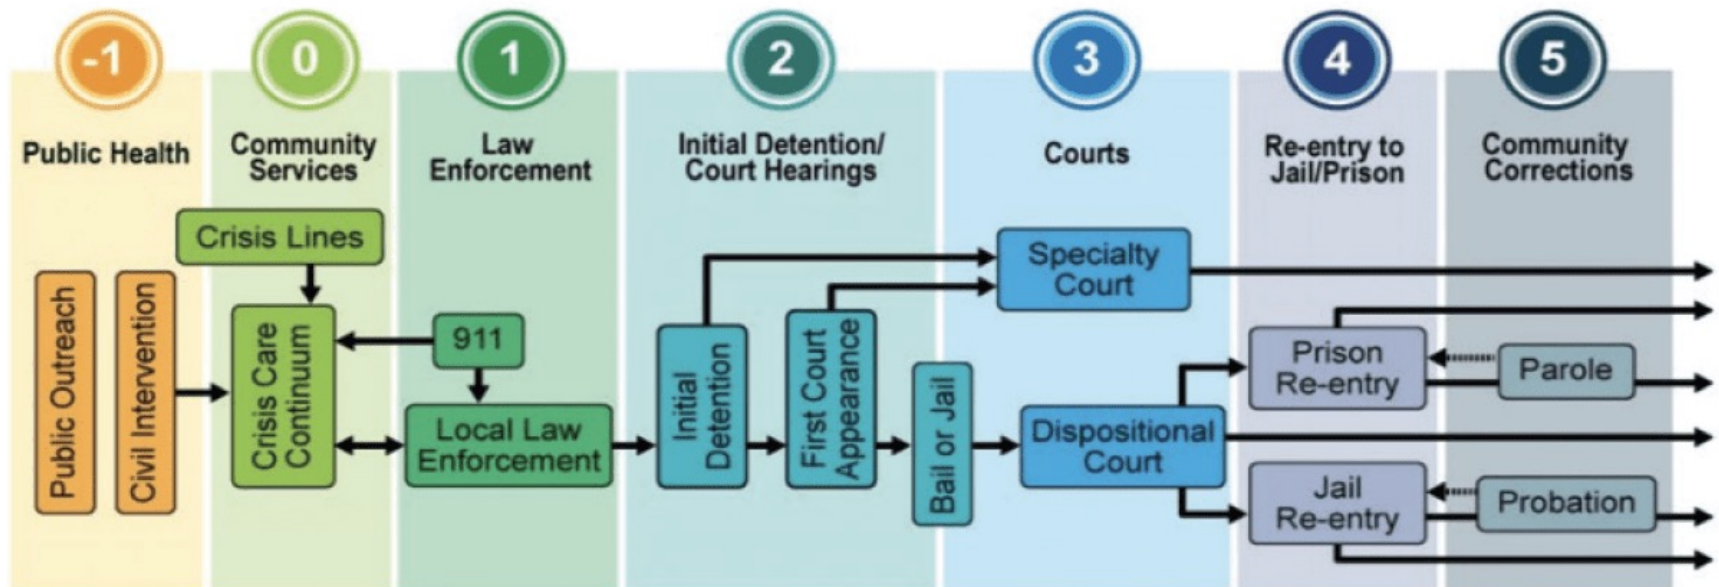 -1
Public Health
Public Outreach
Civil Intervention
0
Community
Services
Crisis Lines
Crisis Care
Continuum
1
Law
Enforcement
911
Local Law
Enforcement
2
Initial Detention/
Court Hearings
Initial
Detention
First Court
Appearance
Bail or Jail
3
Courts
Specialty
Court
Dispositional
Court
4
Re-entry to
Jail/Prison
Prison
Re-entry
Jail
Re-entry
5
Community
Corrections
Parole
Probation